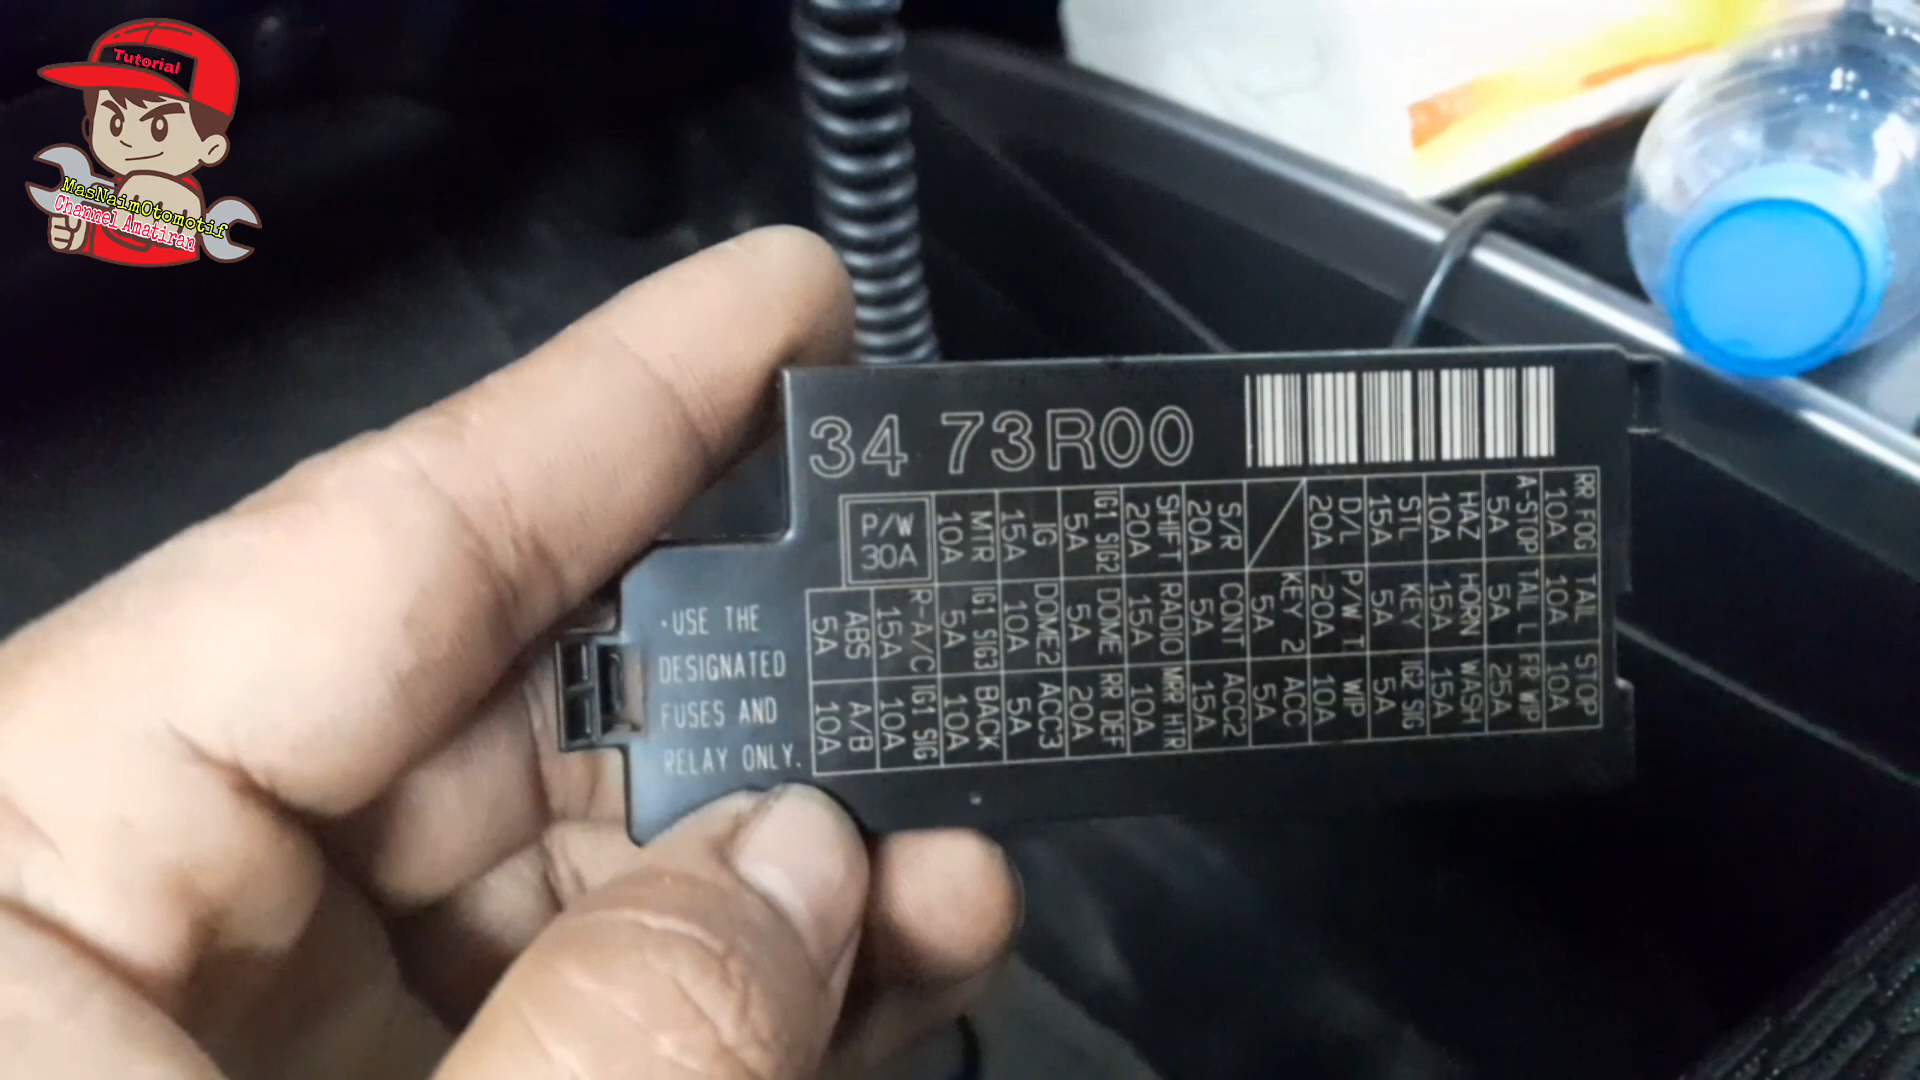 Tutorial
MasNaimOtomotif
Channel Amatiran
34 73R00
P/W
30A
RR FOG TAIL STOP
10A 10A 10A
A-STOP TAIL L FR WIP
5A 5A 25A
HAZ HORN WASH
10A 15A 15A
STL KEY IG2 SIG
15A 5A 5A
D/L P/W T WIP
20A 20A 10A
KEY 2 ACC
5A 5A
S/R CONT ACC2
20A 5A 15A
SHIFT RADIO MRR HTR
20A 15A 10A
IG1 SIG2 DOME RR DEF
5A 5A 20A
IG DOME2 ACC3
15A 10A 5A
MTR IG1 SIG3 BACK
10A 5A 10A
R-A/C IG1 SIG
15A 10A
ABS A/B
5A 10A
·USE THE
DESIGNATED
FUSES AND
RELAY ONLY.